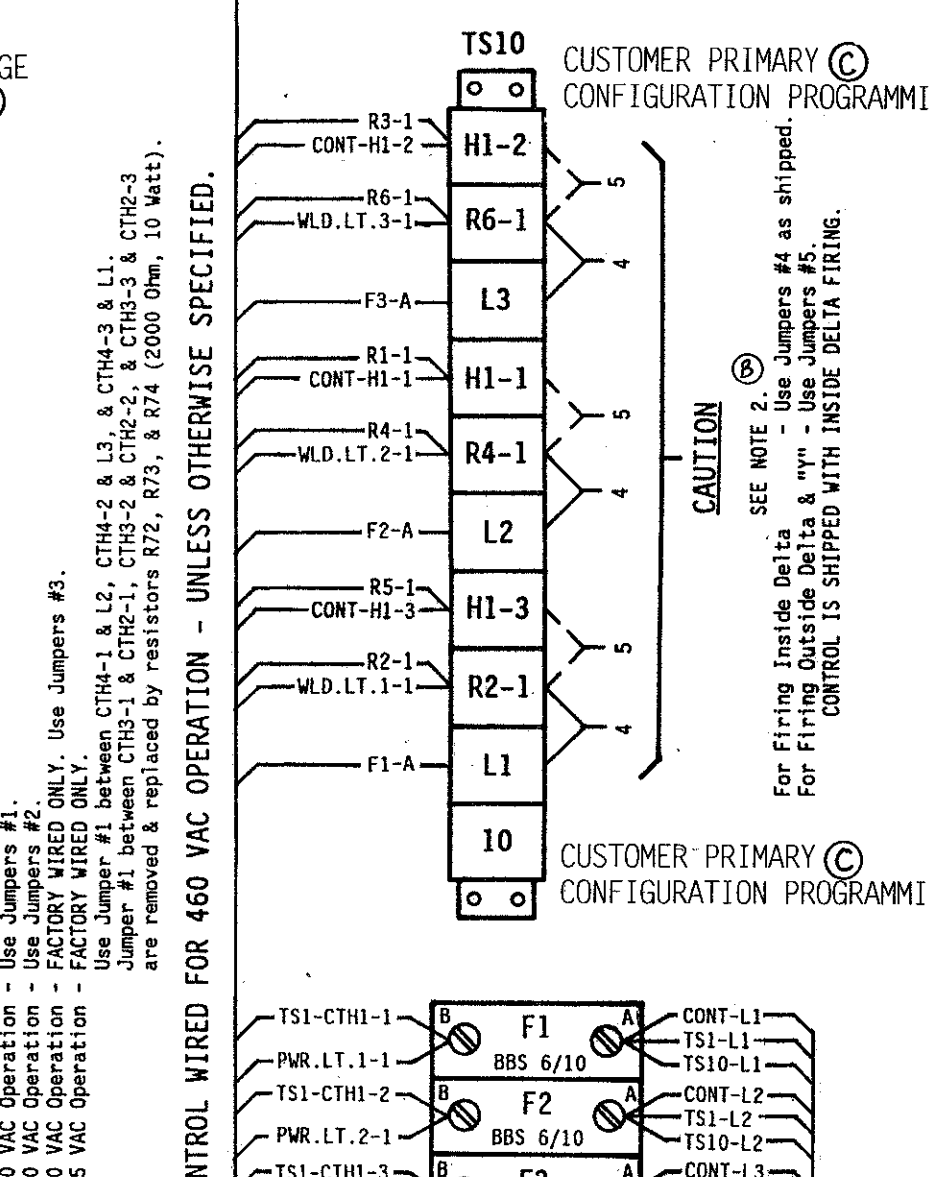 GE
TS10
CUSTOMER PRIMARY C
CONFIGURATION PROGRAMMI
R3-1
CONT-H1-2
H1-2
5
R6-1
WLD.LT.3-1
R6-1
4
F3-A
L3
R1-1
CONT-H1-1
H1-1
5
R4-1
WLD.LT.2-1
R4-1
4
F2-A
L2
R5-1
CONT-H1-3
H1-3
5
R2-1
WLD.LT.1-1
R2-1
4
F1-A
L1
10
CUSTOMER PRIMARY C
CONFIGURATION PROGRAMMI
CAUTION
SEE NOTE 2. B
For Firing Inside Delta - Use Jumpers #4 as shipped.
For Firing Outside Delta & "Y" - Use Jumpers #5.
CONTROL IS SHIPPED WITH INSIDE DELTA FIRING.
0 VAC Operation - Use Jumpers #1.
0 VAC Operation - Use Jumpers #2.
0 VAC Operation - FACTORY WIRED ONLY. Use Jumpers #3.
5 VAC Operation - FACTORY WIRED ONLY.
Use Jumper #1 between CTH4-1 & L2, CTH4-2 & L3, & CTH4-3 & L1.
Jumper #1 between CTH3-1 & CTH2-1, CTH3-2 & CTH2-2, & CTH3-3 & CTH2-3
are removed & replaced by resistors R72, R73, & R74 (2000 Ohm, 10 Watt).
NTROL WIRED FOR 460 VAC OPERATION - UNLESS OTHERWISE SPECIFIED.
TS1-CTH1-1
PWR.LT.1-1
B
F1
A
BBS 6/10
CONT-L1
TS1-L1
TS10-L1
TS1-CTH1-2
PWR.LT.2-1
B
F2
A
BBS 6/10
CONT-L2
TS1-L2
TS10-L2
TS1-CTH1-3
B
A
CONT-L3